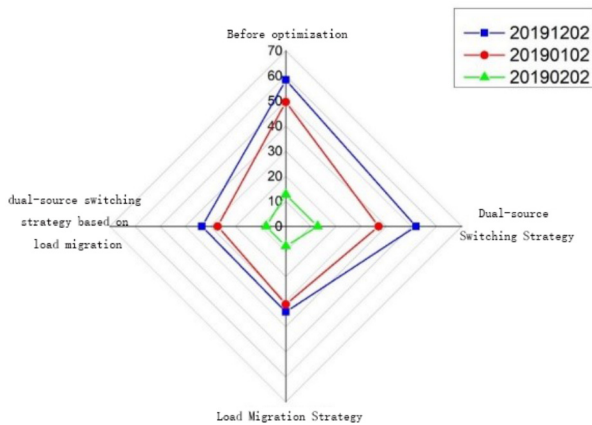 Before optimization
20191202
20190102
20190202
70
60
50
40
30
20
10
0
dual-source switching
strategy based on
load migration
Dual-source
Switching Strategy
Load Migration Strategy